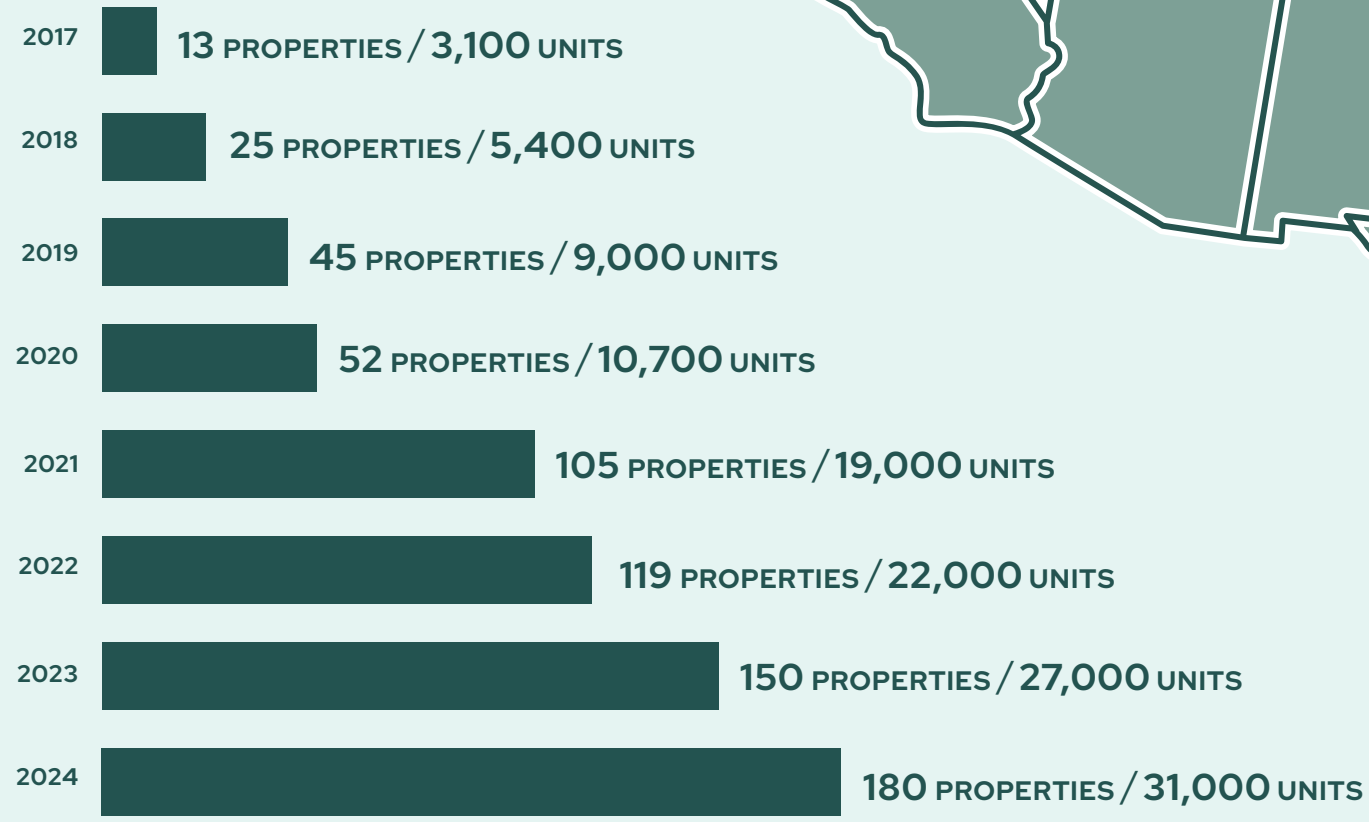 2017 13 PROPERTIES / 3,100 UNITS
2018 25 PROPERTIES / 5,400 UNITS
2019 45 PROPERTIES / 9,000 UNITS
2020 52 PROPERTIES / 10,700 UNITS
2021 105 PROPERTIES / 19,000 UNITS
2022 119 PROPERTIES / 22,000 UNITS
2023 150 PROPERTIES / 27,000 UNITS
2024 180 PROPERTIES / 31,000 UNITS